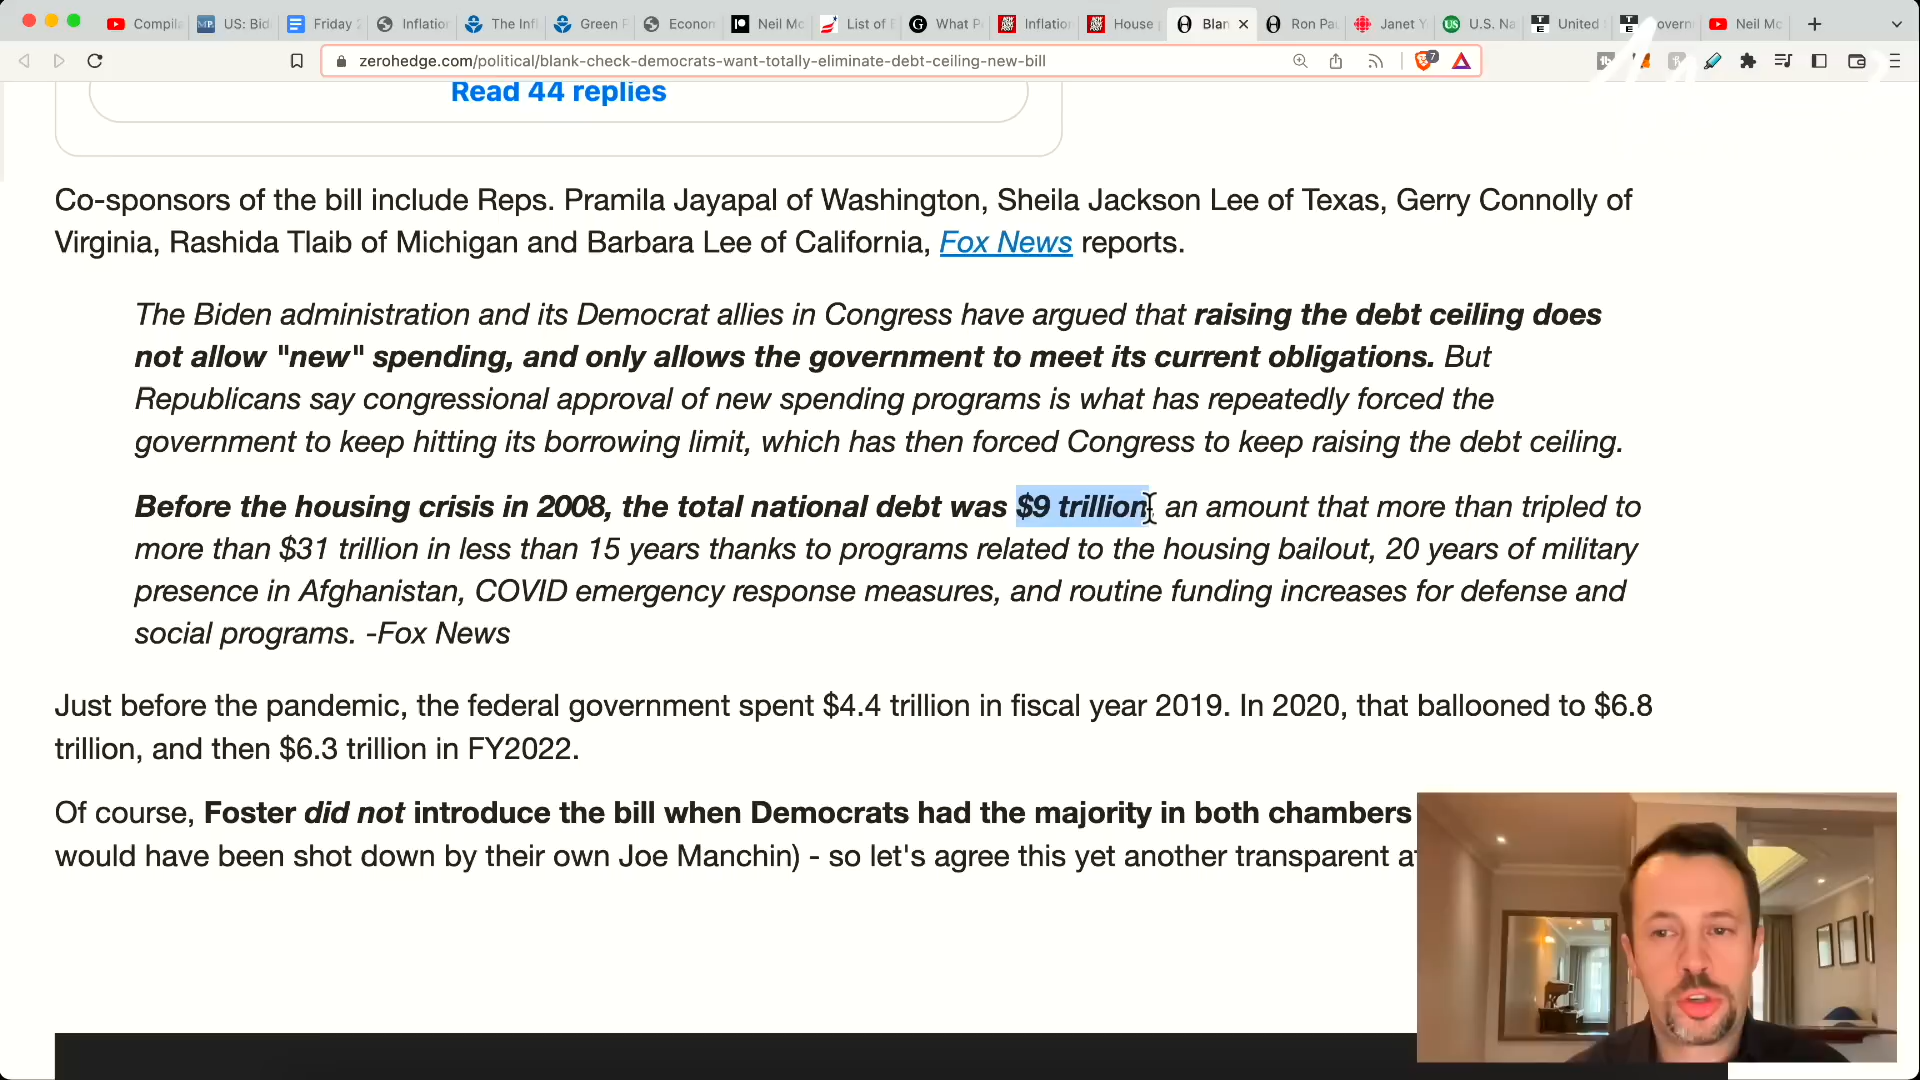 Compila
US: Bid
Friday
Inflation
The Infl
Green F
Econon
Neil Mc
List of E
What P
Inflatio
House
Blan
Ron Pau
Janet Y
U.S. Na
United
overn
Neil Mc
zerohedge.com/political/blank-check-democrats-want-totally-eliminate-debt-ceiling-new-bill
7
Read 44 replies
Co-sponsors of the bill include Reps. Pramila Jayapal of Washington, Sheila Jackson Lee of Texas, Gerry Connolly of
Virginia, Rashida Tlaib of Michigan and Barbara Lee of California, Fox News reports.
The Biden administration and its Democrat allies in Congress have argued that raising the debt ceiling does
not allow "new" spending, and only allows the government to meet its current obligations. But
Republicans say congressional approval of new spending programs is what has repeatedly forced the
government to keep hitting its borrowing limit, which has then forced Congress to keep raising the debt ceiling.
Before the housing crisis in 2008, the total national debt was $9 trillion, an amount that more than tripled to
more than $31 trillion in less than 15 years thanks to programs related to the housing bailout, 20 years of military
presence in Afghanistan, COVID emergency response measures, and routine funding increases for defense and
social programs. -Fox News
Just before the pandemic, the federal government spent $4.4 trillion in fiscal year 2019. In 2020, that ballooned to $6.8
trillion, and then $6.3 trillion in FY2022.
Of course, Foster did not introduce the bill when Democrats had the majority in both chambers
would have been shot down by their own Joe Manchin) - so let's agree this yet another transparent